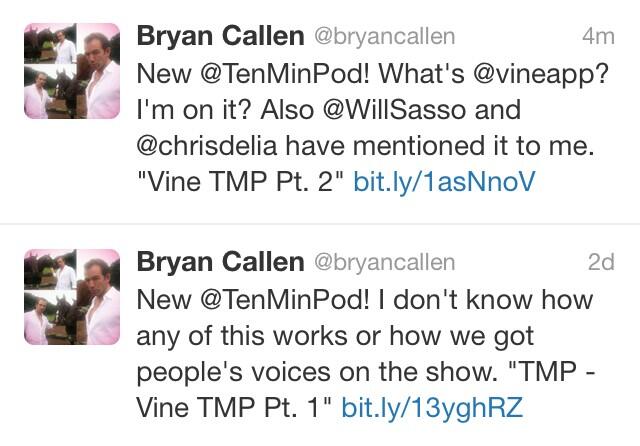 Bryan Callen @bryancallen 4m
New @TenMinPod! What's @vineapp?
I'm on it? Also @WillSasso and
@chrisdelia have mentioned it to me.
"Vine TMP Pt. 2" bit.ly/1asNnoV
Bryan Callen @bryancallen 2d
New @TenMinPod! I don't know how
any of this works or how we got
people's voices on the show. "TMP -
Vine TMP Pt. 1" bit.ly/13yghRZ